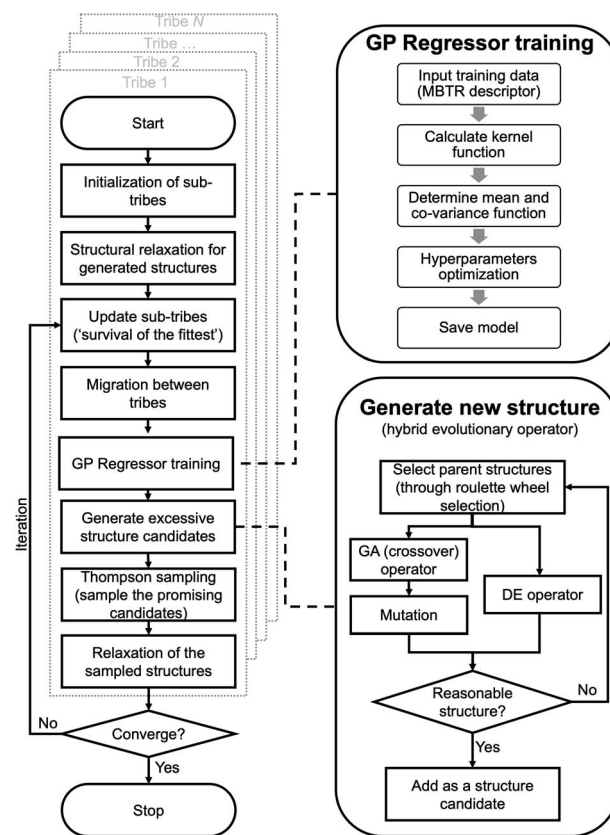 Tribe N
Tribe ...
Tribe 2
Tribe 1
Start
Initialization of sub-
tribes
Structural relaxation for
generated structures
Update sub-tribes
('survival of the fittest')
Migration between
tribes
GP Regressor training
Generate excessive
structure candidates
Thompson sampling
(sample the promising
candidates)
Relaxation of the
sampled structures
Iteration
No
Converge?
Yes
Stop
GP Regressor training
Input training data
(MBTR descriptor)
Calculate kernel
function
Determine mean and
co-variance function
Hyperparameters
optimization
Save model
Generate new structure
(hybrid evolutionary operator)
Select parent structures
(through roulette wheel
selection)
GA (crossover)
operator
Mutation
DE operator
Reasonable
structure?
No
Yes
Add as a structure
candidate